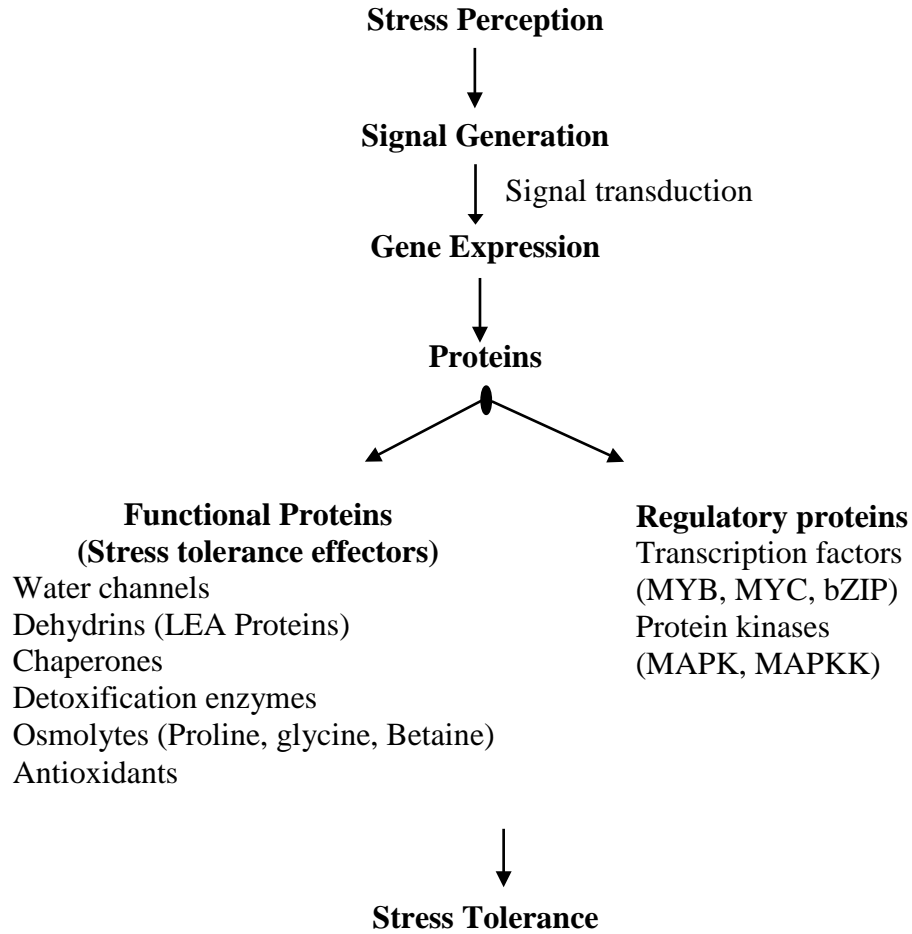 Stress Perception
Signal Generation
Signal transduction
Gene Expression
Proteins
Functional Proteins
(Stress tolerance effectors)
Water channels
Dehydrins (LEA Proteins)
Chaperones
Detoxification enzymes
Osmolytes (Proline, glycine, Betaine)
Antioxidants
Regulatory proteins
Transcription factors
(MYB, MYC, bZIP)
Protein kinases
(MAPK, MAPKK)
Stress Tolerance